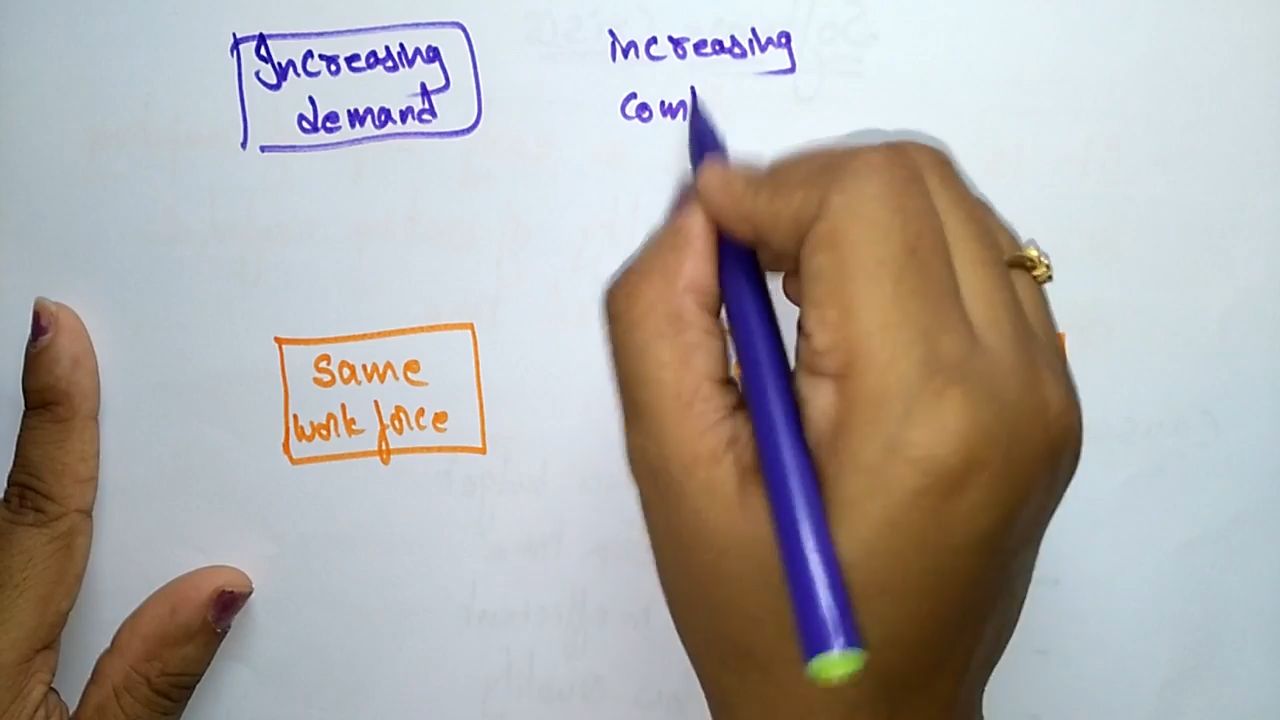 Increasing
demand
increasing
com
same
work force